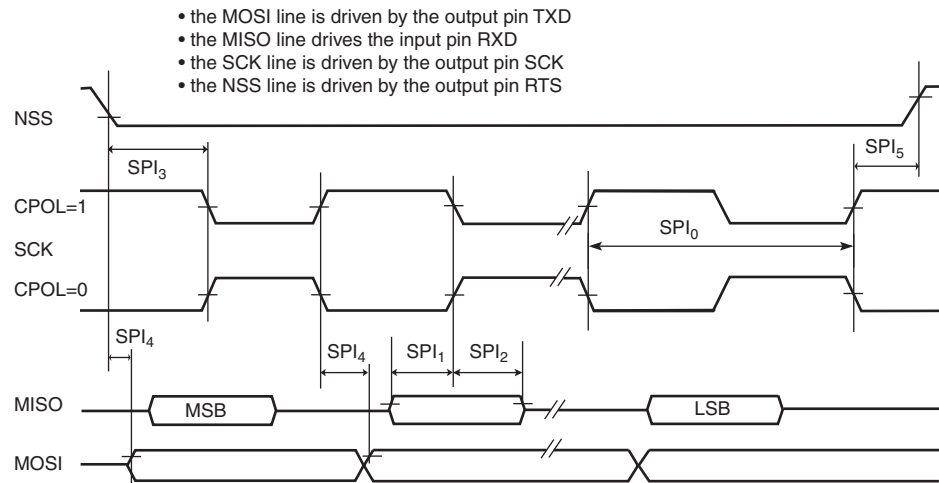 • the MOSI line is driven by the output pin TXD
• the MISO line drives the input pin RXD
• the SCK line is driven by the output pin SCK
• the NSS line is driven by the output pin RTS
NSS
SPI₃
SPI₅
CPOL=1
SCK
SPI₀
CPOL=0
SPI₄
SPI₄
SPI₁
SPI₂
MISO
MSB
LSB
MOSI